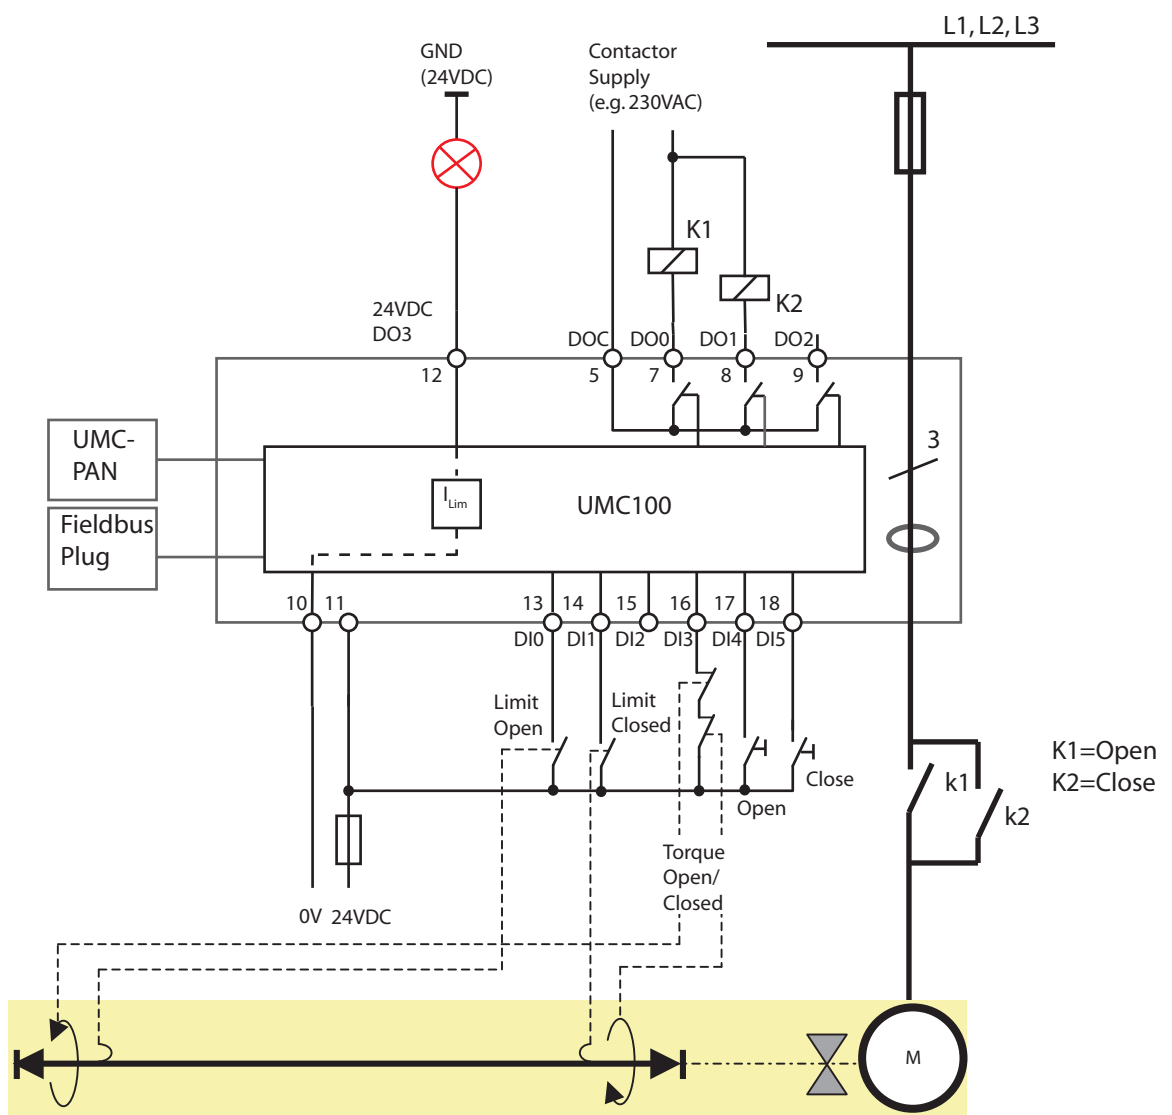 L1, L2, L3
GND
(24VDC)
Contactor
Supply
(e.g. 230VAC)
K1
K2
24VDC
DO3
DOC
DO0
DO1
DO2
12
5
7
8
9
UMC-
PAN
Fieldbus
Plug
I Lim
UMC100
3
10
11
13
14
15
16
17
18
DI0
DI1
DI2
DI3
DI4
DI5
Limit
Open
Limit
Closed
Open
Close
K1=Open
K2=Close
k1
k2
Torque
Open/
Closed
0V
24VDC
M